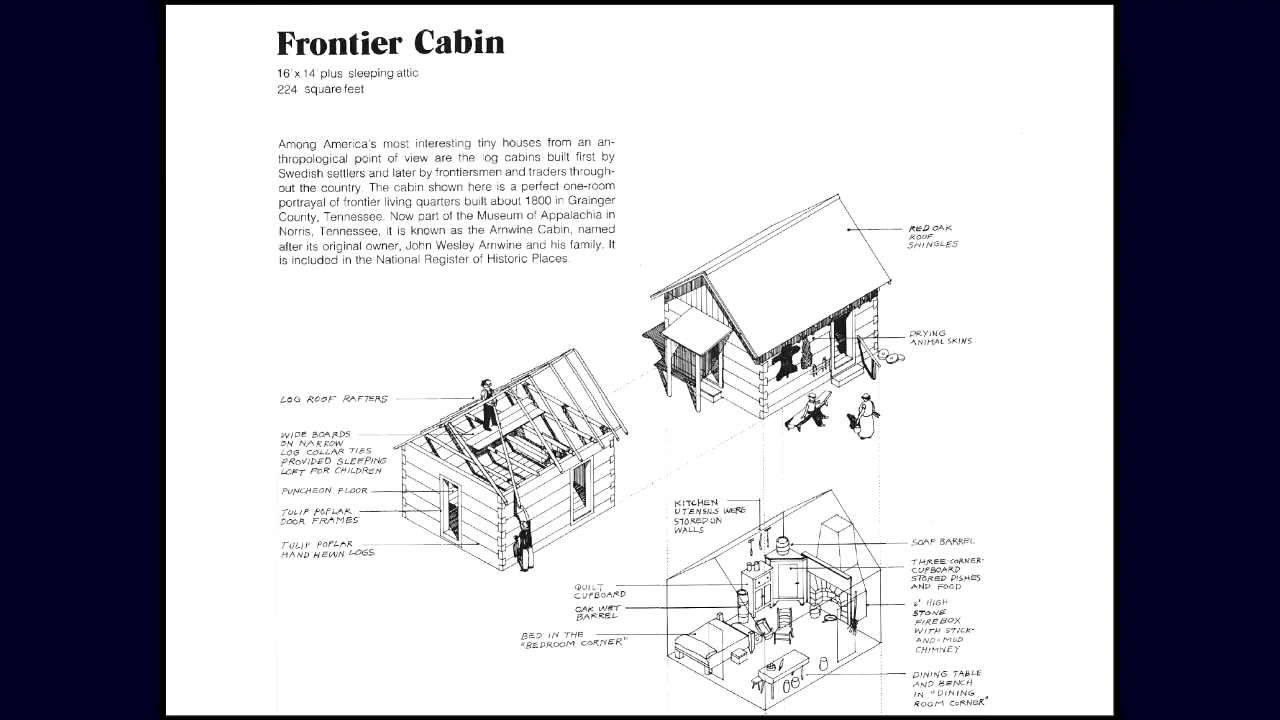 Frontier Cabin
16' x 14' plus sleeping attic
224 square feet
Among America's most interesting tiny houses from an an-
thropological point of view are the log cabins built first by
Swedish settlers and later by frontiersmen and traders through-
out the country. The cabin shown here is a perfect one-room
portrayal of frontier living quarters built about 1800 in Grainger
County, Tennessee. Now part of the Museum of Appalachia in
Norris, Tennessee, it is known as the Arnwine Cabin, named
after its original owner, John Wesley Arnwine and his family. It
is included in the National Register of Historic Places.
RED OAK
ROOF
SHINGLES
DRYING
ANIMAL SKINS
LOG ROOF RAFTERS
WIDE BOARDS
ON NARROW
LOG COLLAR TIES
PROVIDED SLEEPING
LOFT FOR CHILDREN
PUNCHEON FLOOR
TULIP POPLAR
DOOR FRAMES
TULIP POPLAR
HAND HEWN LOGS
KITCHEN
UTENSILS WERE
STORED ON
WALLS
SOAP BARREL
THREE-CORNER-
CUPBOARD
STORED DISHES
AND FOOD
QUILT
CUPBOARD
OAK WET
BARREL
BED IN THE
"BEDROOM CORNER"
6' HIGH
STONE
FIREBOX
WITH STICK-
AND-MUD
CHIMNEY
DINING TABLE
AND BENCH
IN "DINING
ROOM CORNER"